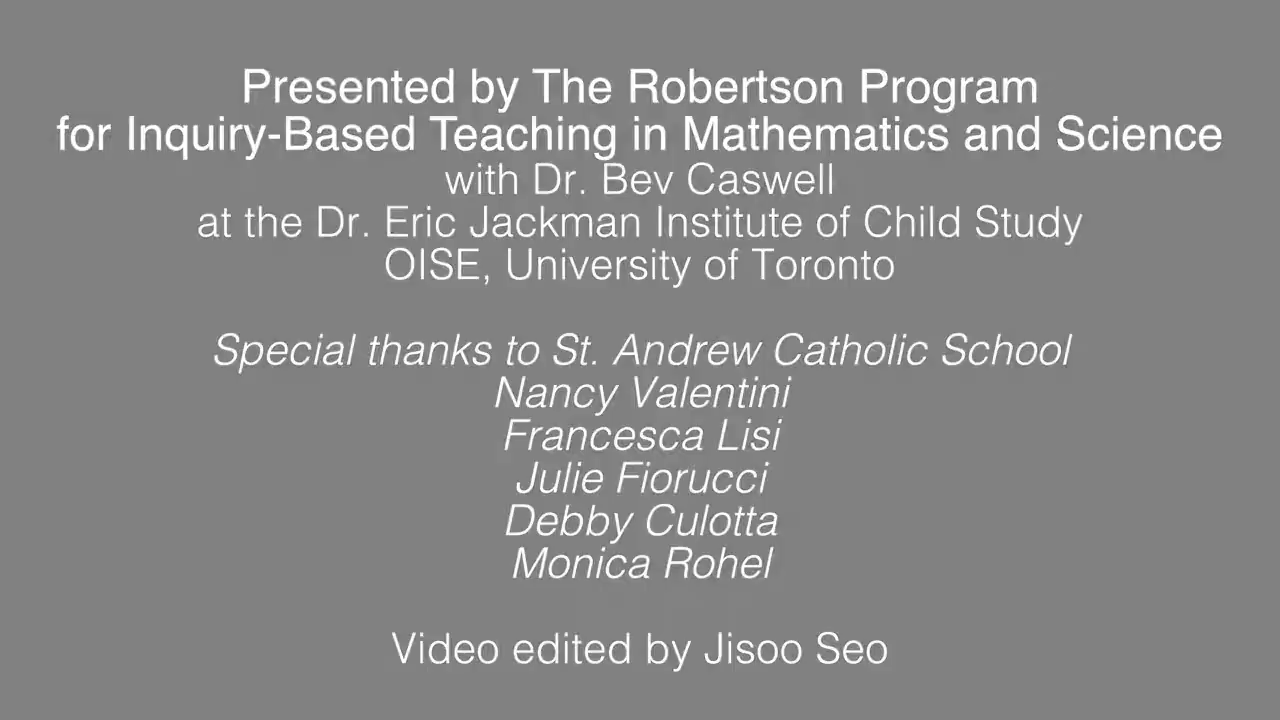 Presented by The Robertson Program
for Inquiry-Based Teaching in Mathematics and Science
with Dr. Bev Caswell
at the Dr. Eric Jackman Institute of Child Study
OISE, University of Toronto
Special thanks to St. Andrew Catholic School
Nancy Valentini
Francesca Lisi
Julie Fiorucci
Debby Culotta
Monica Rohel
Video edited by Jisoo Seo